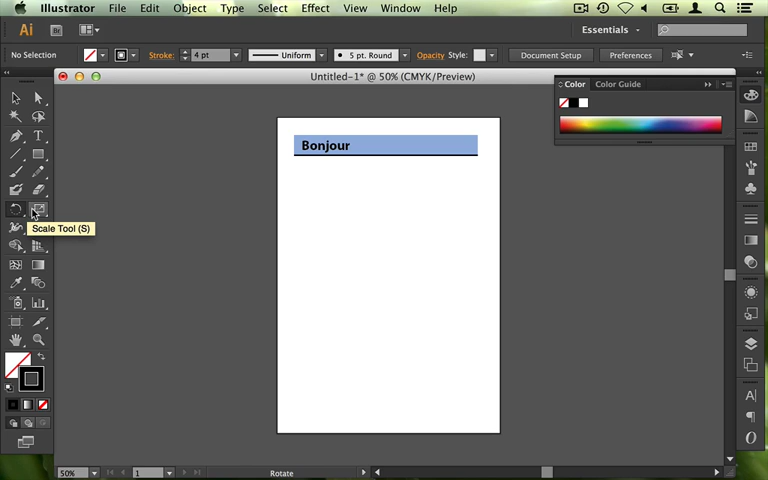 Illustrator File Edit Object Type Select Effect View Window Help
Ai Br Essentials
No Selection Stroke: 4 pt Uniform 5 pt. Round Opacity Style: Document Setup Preferences
Untitled-1* @ 50% (CMYK/Preview)
Color Color Guide
Bonjour
Scale Tool (S)
50% 1 Rotate